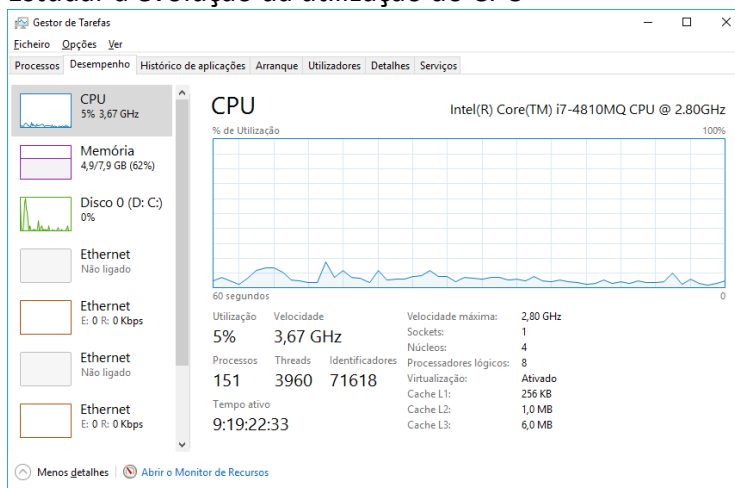 Estudar a evolução da utilização do CPU
Gestor de Tarefas
Ficheiro Opções Ver
Processos Desempenho Histórico de aplicações Arranque Utilizadores Detalhes Serviços
CPU
5% 3,67 GHz
Memória
4,9/7,9 GB (62%)
Disco 0 (D: C:)
0%
Ethernet
Não ligado
Ethernet
E: 0 R: 0 Kbps
Ethernet
Não ligado
Ethernet
E: 0 R: 0 Kbps
CPU Intel(R) Core(TM) i7-4810MQ CPU @ 2.80GHz
% de Utilização 100%
60 segundos 0
Utilização Velocidade
5% 3,67 GHz
Processos Threads Identificadores
151 3960 71618
Tempo ativo
9:19:22:33
Velocidade máxima: 2,80 GHz
Sockets: 1
Núcleos: 4
Processadores lógicos: 8
Virtualização: Ativado
Cache L1: 256 KB
Cache L2: 1,0 MB
Cache L3: 6,0 MB
Menos detalhes Abrir o Monitor de Recursos